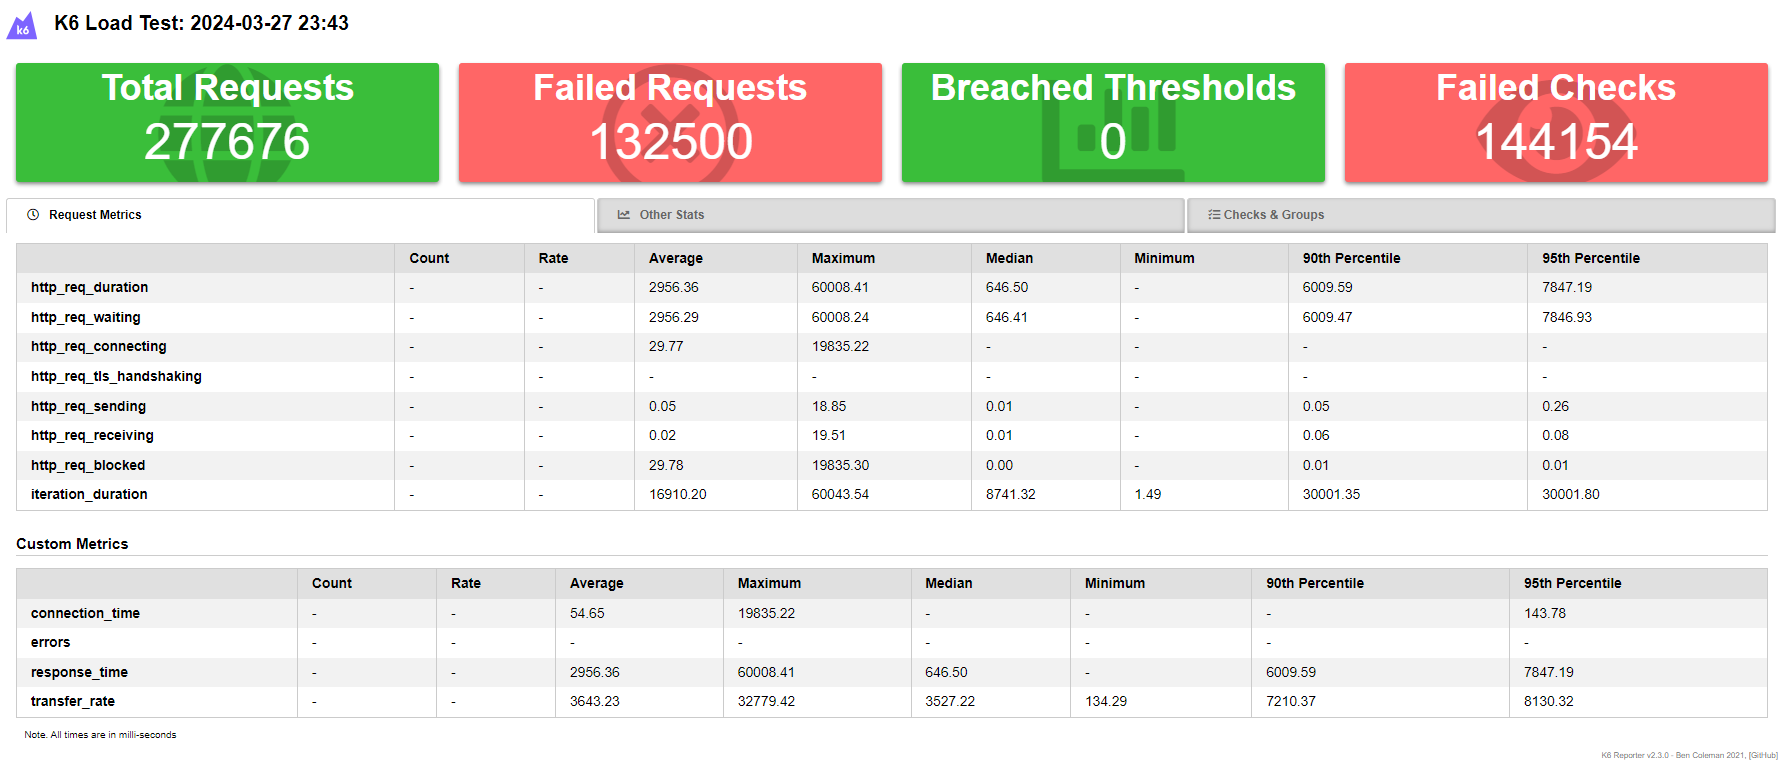 k6
K6 Load Test: 2024-03-27 23:43
Total Requests
277676
Failed Requests
132500
Breached Thresholds
0
Failed Checks
144154
Request Metrics
Other Stats
Checks & Groups
Count Rate Average Maximum Median Minimum 90th Percentile 95th Percentile
http_req_duration - - 2956.36 60008.41 646.50 - 6009.59 7847.19
http_req_waiting - - 2956.29 60008.24 646.41 - 6009.47 7846.93
http_req_connecting - - 29.77 19835.22 - - - -
http_req_tls_handshaking - - - - - - - -
http_req_sending - - 0.05 18.85 0.01 - 0.05 0.26
http_req_receiving - - 0.02 19.51 0.01 - 0.06 0.08
http_req_blocked - - 29.78 19835.30 0.00 - 0.01 0.01
iteration_duration - - 16910.20 60043.54 8741.32 1.49 30001.35 30001.80
Custom Metrics
Count Rate Average Maximum Median Minimum 90th Percentile 95th Percentile
connection_time - - 54.65 19835.22 - - - 143.78
errors - - - - - - - -
response_time - - 2956.36 60008.41 646.50 - 6009.59 7847.19
transfer_rate - - 3643.23 32779.42 3527.22 134.29 7210.37 8130.32
Note. All times are in milli-seconds
K6 Reporter v2.3.0 - Ben Coleman 2021, [GitHub]